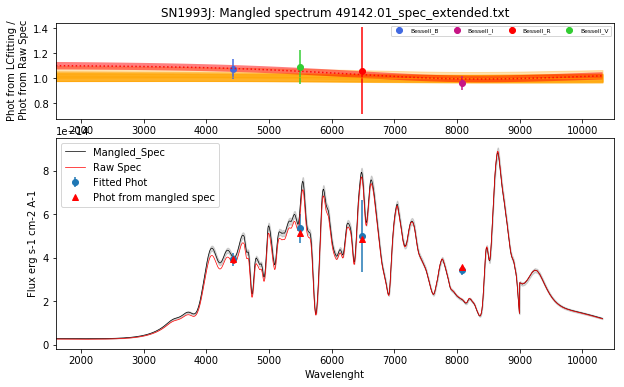 SN1993J: Mangled spectrum 49142.01_spec_extended.txt
Phot from LCfitting /
Phot from Raw Spec
1.4
1.2
1.0
0.8
Bessell_B
Bessell_I
Bessell_R
Bessell_V
2000 3000 4000 5000 6000 7000 8000 9000 10000
1e−14
Mangled_Spec
Raw Spec
Fitted Phot
Phot from mangled spec
Flux erg s-1 cm-2 A-1
8
6
4
2
0
2000 3000 4000 5000 6000 7000 8000 9000 10000
Wavelenght